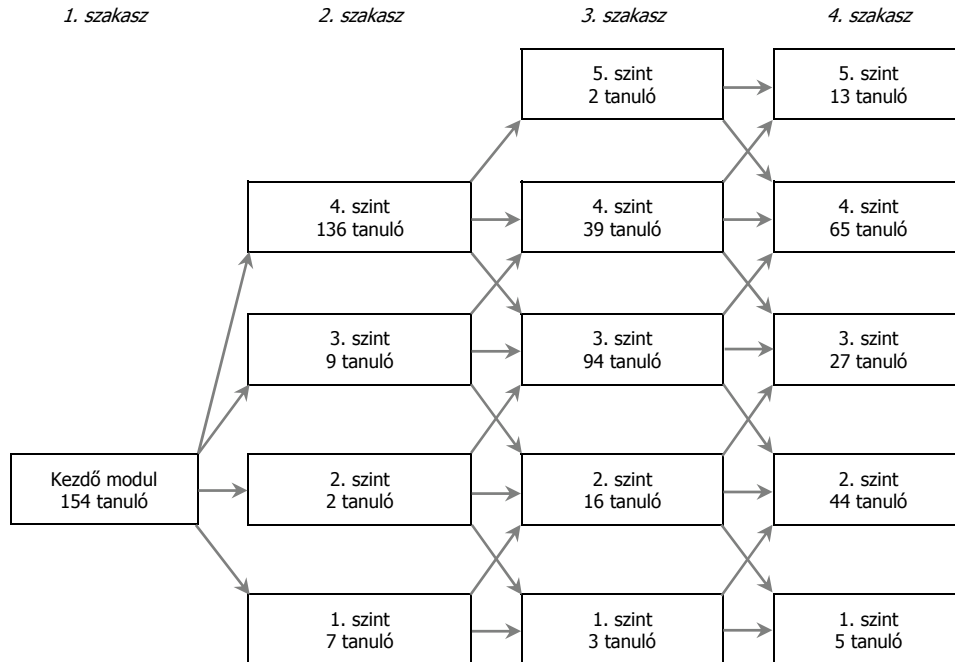 1. szakasz
2. szakasz
3. szakasz
4. szakasz
5. szint
2 tanuló
5. szint
13 tanuló
4. szint
136 tanuló
4. szint
39 tanuló
4. szint
65 tanuló
3. szint
9 tanuló
3. szint
94 tanuló
3. szint
27 tanuló
Kezdő modul
154 tanuló
2. szint
2 tanuló
2. szint
16 tanuló
2. szint
44 tanuló
1. szint
7 tanuló
1. szint
3 tanuló
1. szint
5 tanuló